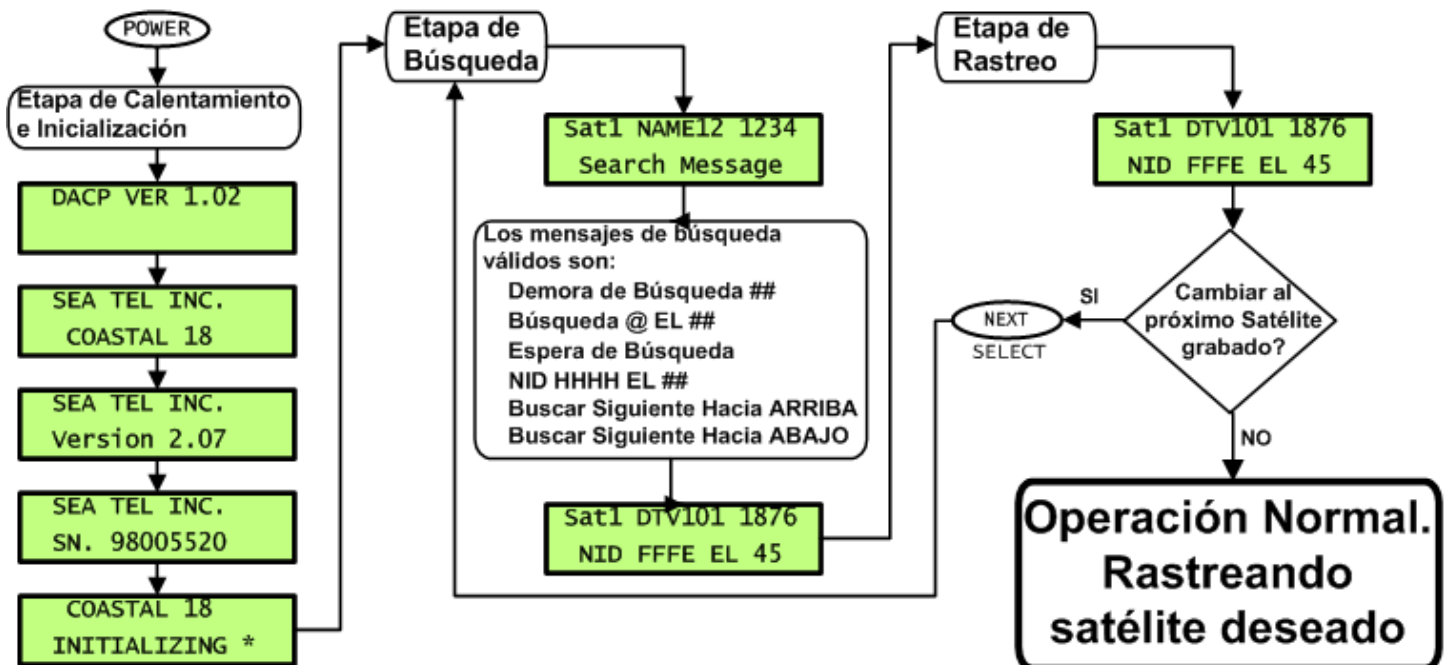 POWER
Etapa de Calentamiento
e Inicialización
DACP VER 1.02
SEA TEL INC.
COASTAL 18
SEA TEL INC.
Version 2.07
SEA TEL INC.
SN. 98005520
COASTAL 18
INITIALIZING *
Etapa de
Búsqueda
Sat1 NAME12 1234
Search Message
Los mensajes de búsqueda
válidos son:
Demora de Búsqueda ##
Búsqueda @ EL ##
Espera de Búsqueda
NID HHHH EL ##
Buscar Siguiente Hacia ARRIBA
Buscar Siguiente Hacia ABAJO
Sat1 DTV101 1876
NID FFFE EL 45
Etapa de
Rastreo
Sat1 DTV101 1876
NID FFFE EL 45
Cambiar al
próximo Satélite
grabado?
SI
NEXT
SELECT
NO
Operación Normal.
Rastreando
satélite deseado